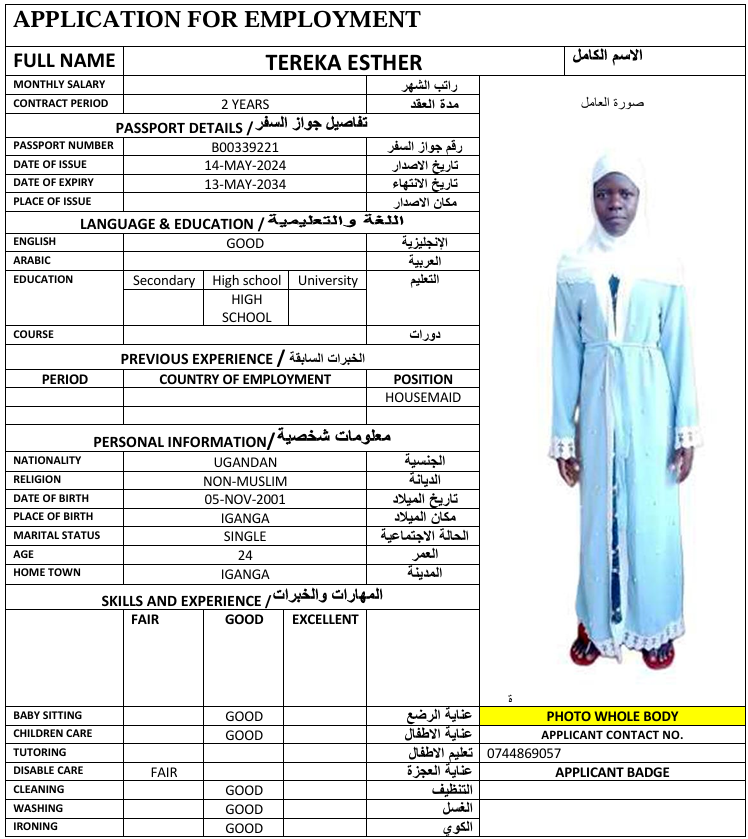 APPLICATION FOR EMPLOYMENT
FULL NAME TEREKA ESTHER الاسم الكامل
MONTHLY SALARY راتب الشهر
CONTRACT PERIOD 2 YEARS مدة العقد
صورة العامل
PASSPORT DETAILS / تفاصيل جواز السفر
PASSPORT NUMBER B00339221 رقم جواز السفر
DATE OF ISSUE 14-MAY-2024 تاريخ الاصدار
DATE OF EXPIRY 13-MAY-2034 تاريخ الانتهاء
PLACE OF ISSUE مكان الاصدار
LANGUAGE & EDUCATION / اللغة والتعليمية
ENGLISH GOOD الإنجليزية
ARABIC العربية
EDUCATION Secondary High school University التعليم
HIGH
SCHOOL
COURSE دورات
PREVIOUS EXPERIENCE / الخبرات السابقة
PERIOD COUNTRY OF EMPLOYMENT POSITION
HOUSEMAID
PERSONAL INFORMATION/ معلومات شخصية
NATIONALITY UGANDAN الجنسية
RELIGION NON-MUSLIM الديانة
DATE OF BIRTH 05-NOV-2001 تاريخ الميلاد
PLACE OF BIRTH IGANGA مكان الميلاد
MARITAL STATUS SINGLE الحالة الاجتماعية
AGE 24 العمر
HOME TOWN IGANGA المدينة
SKILLS AND EXPERIENCE / المهارات والخبرات
FAIR GOOD EXCELLENT
ة
BABY SITTING GOOD عناية الرضع
PHOTO WHOLE BODY
CHILDREN CARE GOOD عناية الاطفال
APPLICANT CONTACT NO.
TUTORING تعليم الاطفال
0744869057
DISABLE CARE FAIR عناية العجزة
APPLICANT BADGE
CLEANING GOOD التنظيف
WASHING GOOD الغسل
IRONING GOOD الكوي